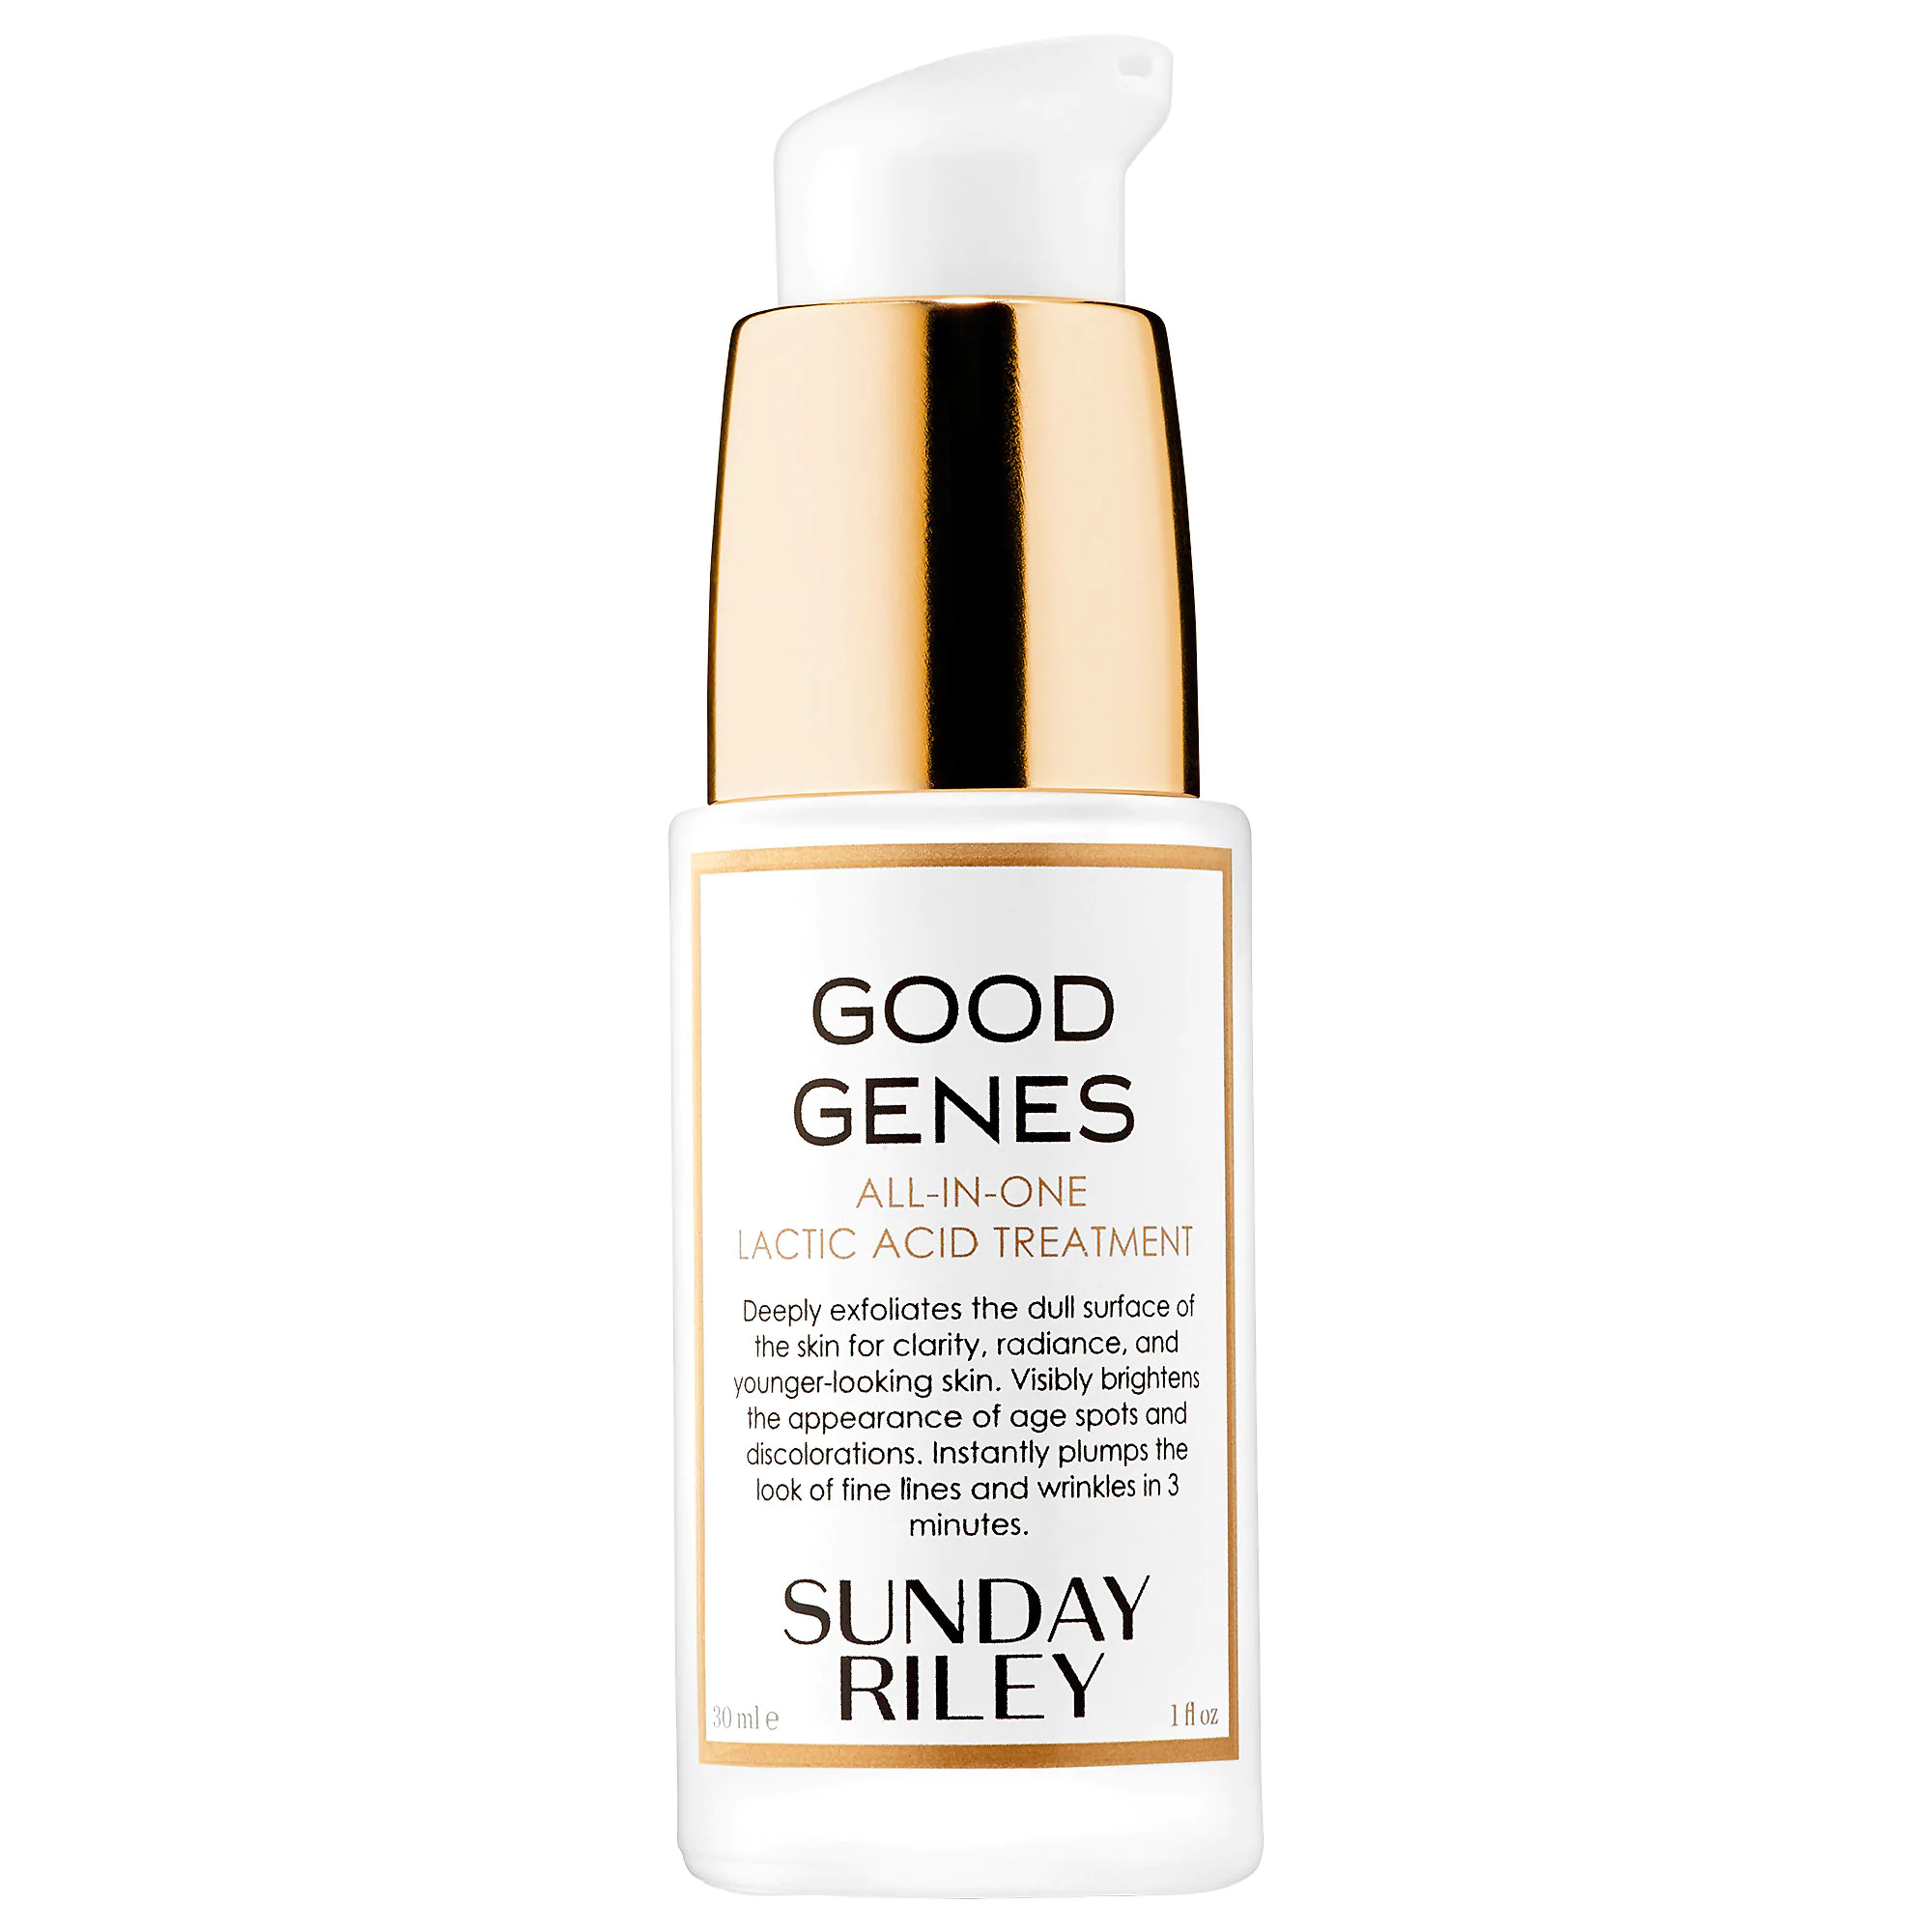 GOOD
GENES
ALL-IN-ONE
LACTIC ACID TREATMENT
Deeply exfoliates the dull surface of
the skin for clarity, radiance, and
younger-looking skin. Visibly brightens
the appearance of age spots and
discolorations. Instantly plumps the
look of fine lines and wrinkles in 3
minutes.
SUNDAY
RILEY
30 ml e 1 fl oz